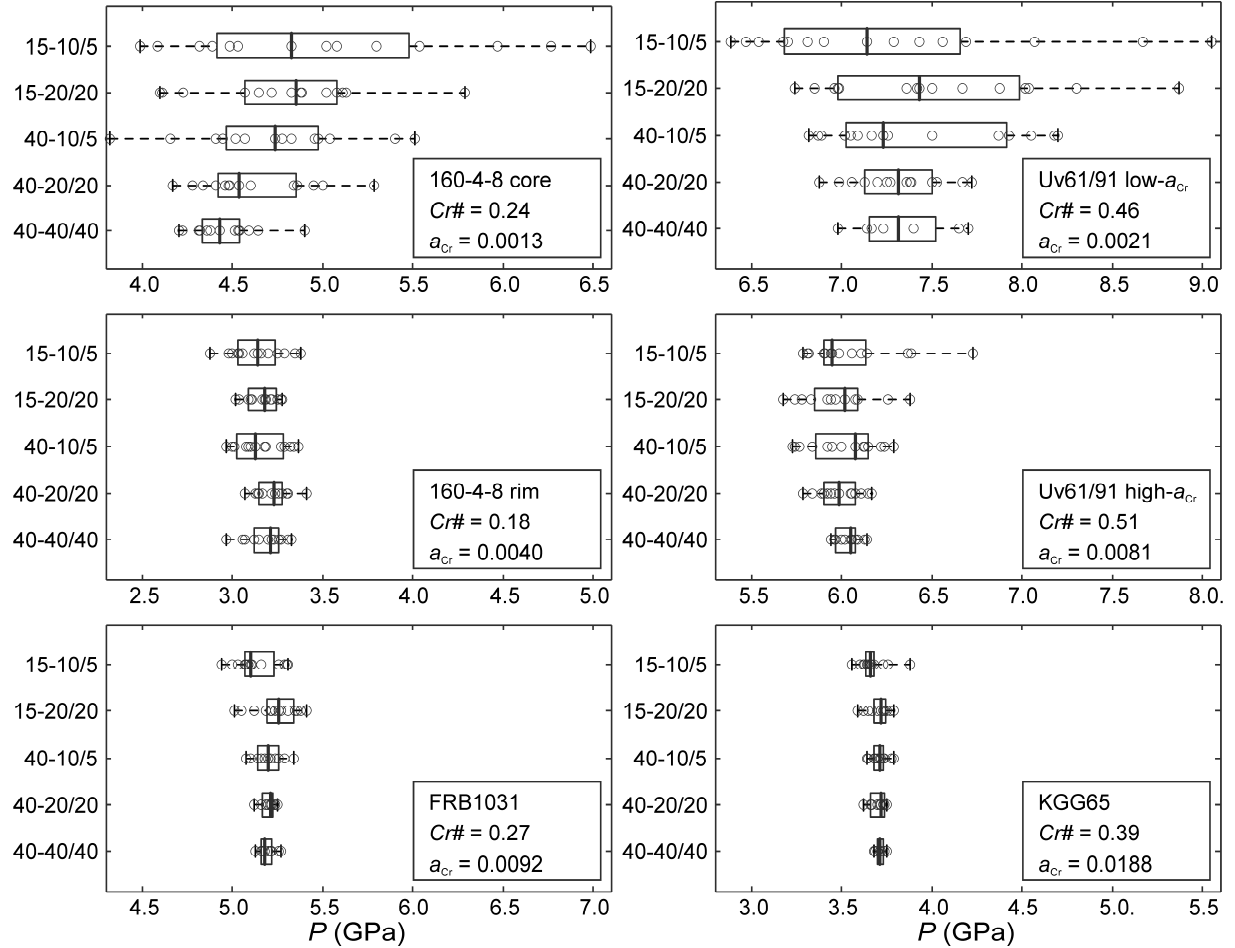 15-10/5
15-20/20
40-10/5
40-20/20
40-40/40
160-4-8 core
Cr# = 0.24
aCr = 0.0013
4.0 4.5 5.0 5.5 6.0 6.5
15-10/5
15-20/20
40-10/5
40-20/20
40-40/40
Uv61/91 low-aCr
Cr# = 0.46
aCr = 0.0021
6.5 7.0 7.5 8.0 8.5 9.0
15-10/5
15-20/20
40-10/5
40-20/20
40-40/40
160-4-8 rim
Cr# = 0.18
aCr = 0.0040
2.5 3.0 3.5 4.0 4.5 5.0
15-10/5
15-20/20
40-10/5
40-20/20
40-40/40
Uv61/91 high-aCr
Cr# = 0.51
aCr = 0.0081
5.5 6.0 6.5 7.0 7.5 8.0.
15-10/5
15-20/20
40-10/5
40-20/20
40-40/40
FRB1031
Cr# = 0.27
aCr = 0.0092
4.5 5.0 5.5 6.0 6.5 7.0
P (GPa)
15-10/5
15-20/20
40-10/5
40-20/20
40-40/40
KGG65
Cr# = 0.39
aCr = 0.0188
3.0 3.5 4.0 4.5 5.0. 5.5
P (GPa)